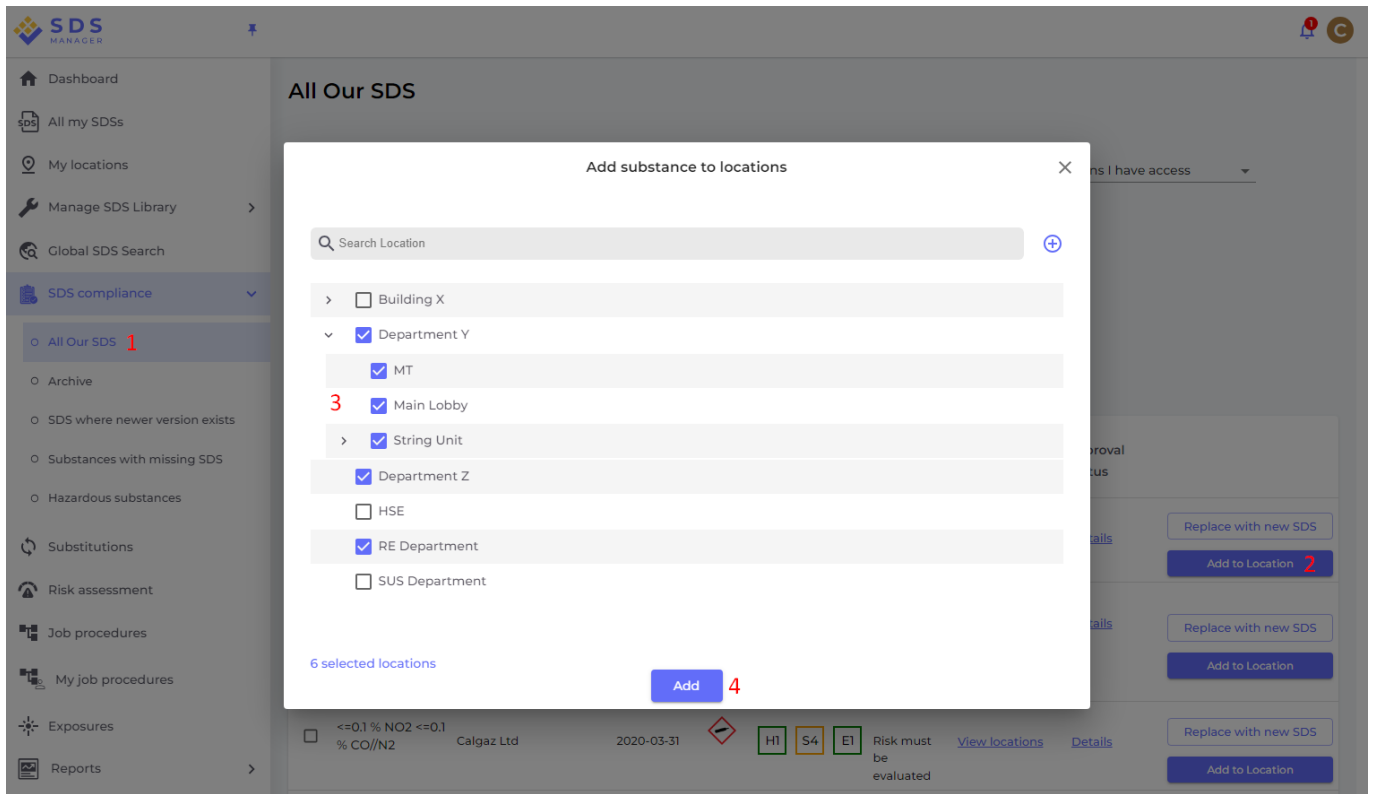 SDS
MANAGER
1
C
Dashboard
All my SDSs
My locations
Manage SDS Library
Global SDS Search
SDS compliance
All Our SDS 1
Archive
SDS where newer version exists
Substances with missing SDS
Hazardous substances
Substitutions
Risk assessment
Job procedures
My job procedures
Exposures
Reports
All Our SDS
ns I have access
Add substance to locations
Search Location
Building X
Department Y
MT
3 Main Lobby
String Unit
Department Z
HSE
RE Department
SUS Department
6 selected locations
Add 4
proval
tus
tails
Replace with new SDS
Add to Location 2
tails
Replace with new SDS
Add to Location
<=0.1 % NO2 <=0.1
% CO//N2
Calgaz Ltd
2020-03-31
H1 S4 E1
Risk must
be
evaluated
View locations
Details
Replace with new SDS
Add to Location